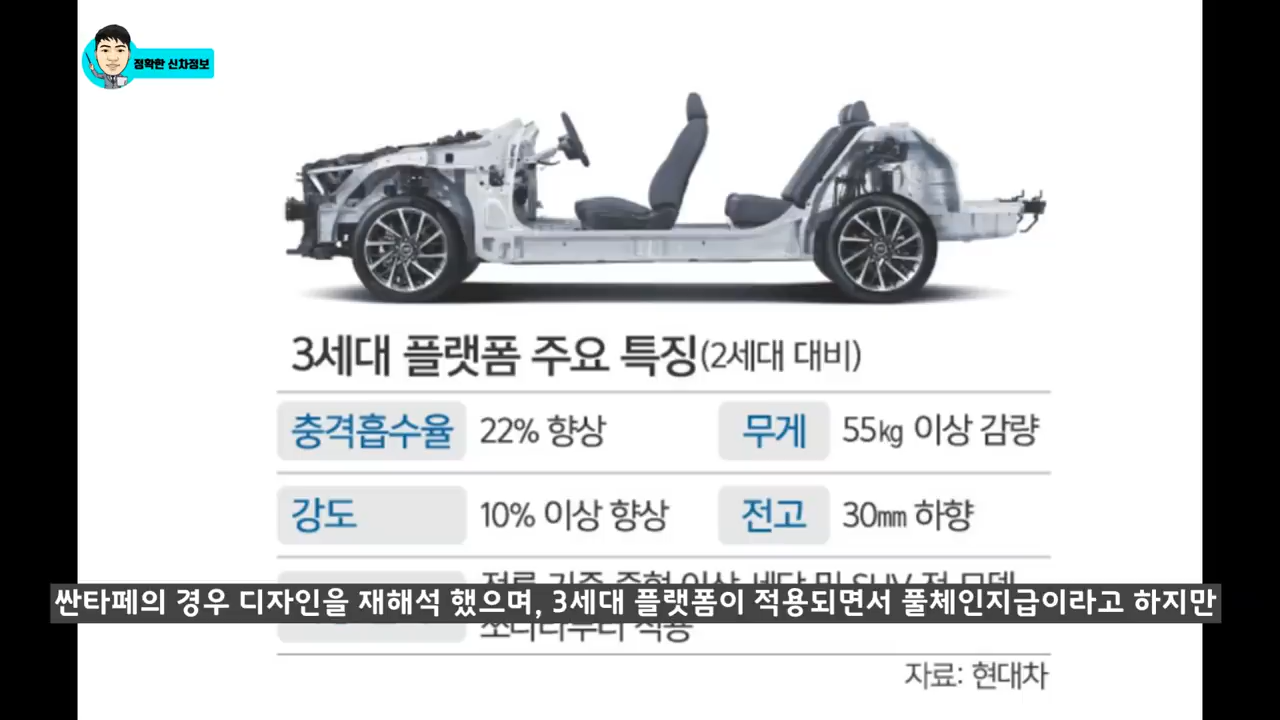 정확한 신차정보
3세대 플랫폼 주요 특징(2세대 대비)
충격흡수율 22% 향상 무게 55kg 이상 감량
강도 10% 이상 향상 전고 30mm 하향
싼타페의 경우 디자인을 재해석 했으며, 3세대 플랫폼이 적용되면서 풀체인지급이라고 하지만
자료: 현대차